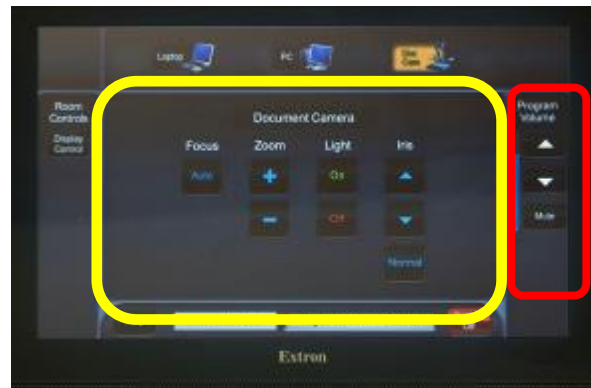 Laptop
PC
Doc
Cam
Room
Controls
Display
Control
Document Camera
Focus
Zoom
Light
Iris
Auto
On
Off
Normal
Program
Volume
Mute
Extron